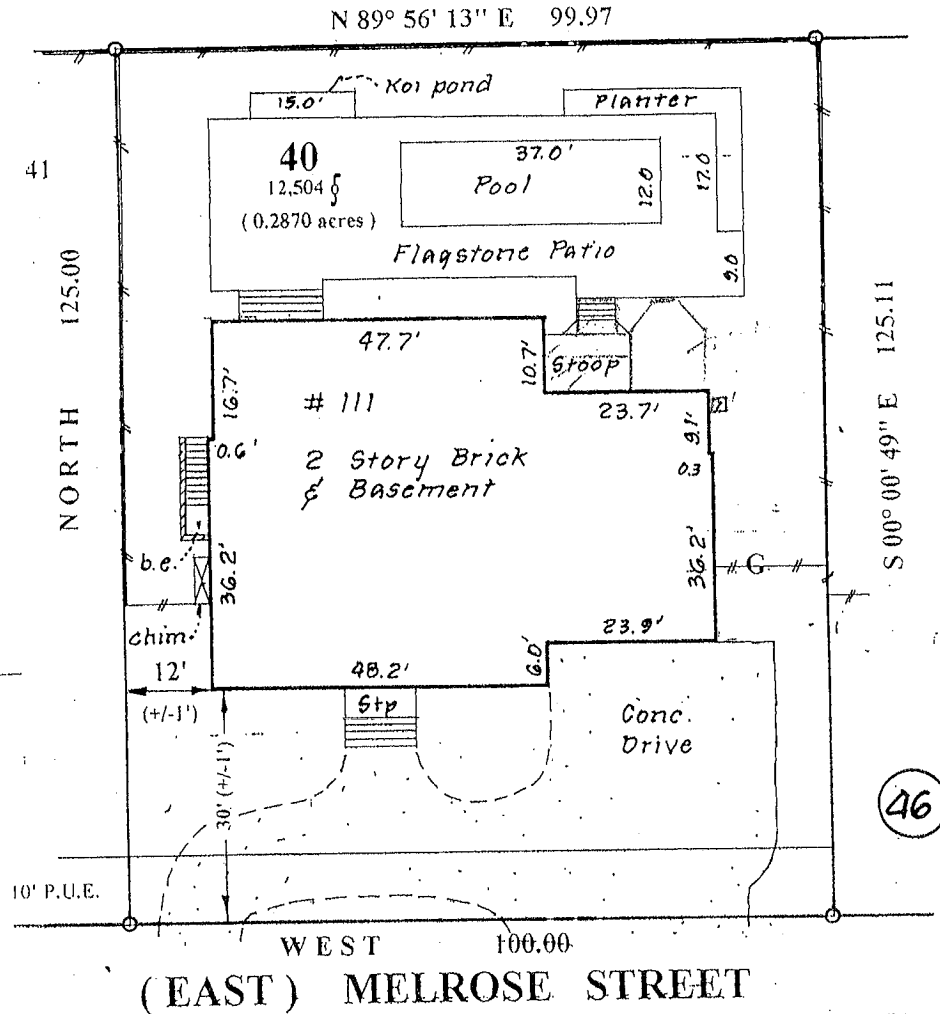 N 89° 56' 13" E 99.97
Koi pond
15.0'
Planter
41
40
12,504
( 0.2870 acres )
37.0'
Pool
12.0
17.0
Flagstone Patio
9.0
NORTH 125.00
S 00° 00' 49" E 125.11
47.7'
10.7'
Stoop
16.7'
# 111
23.7'
9.1'
0.6'
2 Story Brick
& Basement
0.3
b.e.
36.2'
36.2'
G
chim.
23.9'
12'
(+/-1')
48.2'
6.0'
Stp
Conc.
Drive
30' (+/-1')
46
10' P.U.E.
WEST 100.00
( EAST ) MELROSE STREET